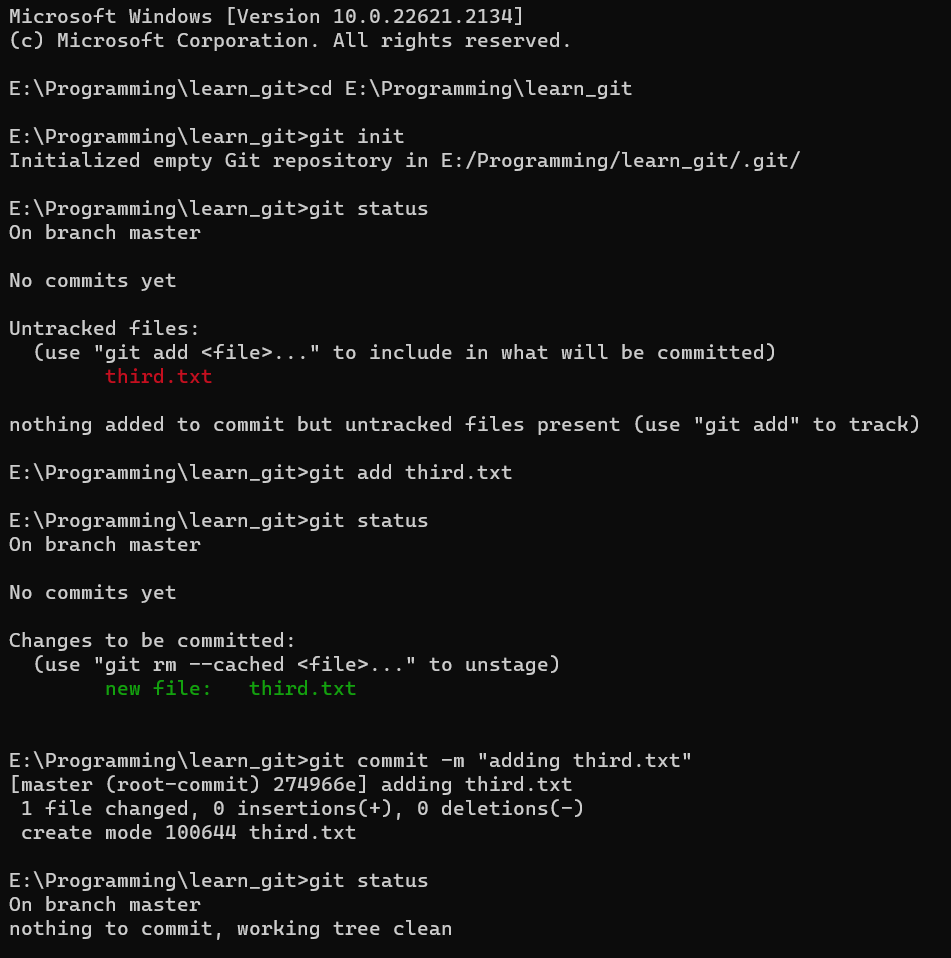 Microsoft Windows [Version 10.0.22621.2134]
(c) Microsoft Corporation. All rights reserved.

E:\Programming\learn_git>cd E:\Programming\learn_git

E:\Programming\learn_git>git init
Initialized empty Git repository in E:/Programming/learn_git/.git/

E:\Programming\learn_git>git status
On branch master

No commits yet

Untracked files:
  (use "git add <file>..." to include in what will be committed)
        third.txt

nothing added to commit but untracked files present (use "git add" to track)

E:\Programming\learn_git>git add third.txt

E:\Programming\learn_git>git status
On branch master

No commits yet

Changes to be committed:
  (use "git rm --cached <file>..." to unstage)
        new file:   third.txt


E:\Programming\learn_git>git commit -m "adding third.txt"
[master (root-commit) 274966e] adding third.txt
 1 file changed, 0 insertions(+), 0 deletions(-)
 create mode 100644 third.txt

E:\Programming\learn_git>git status
On branch master
nothing to commit, working tree clean